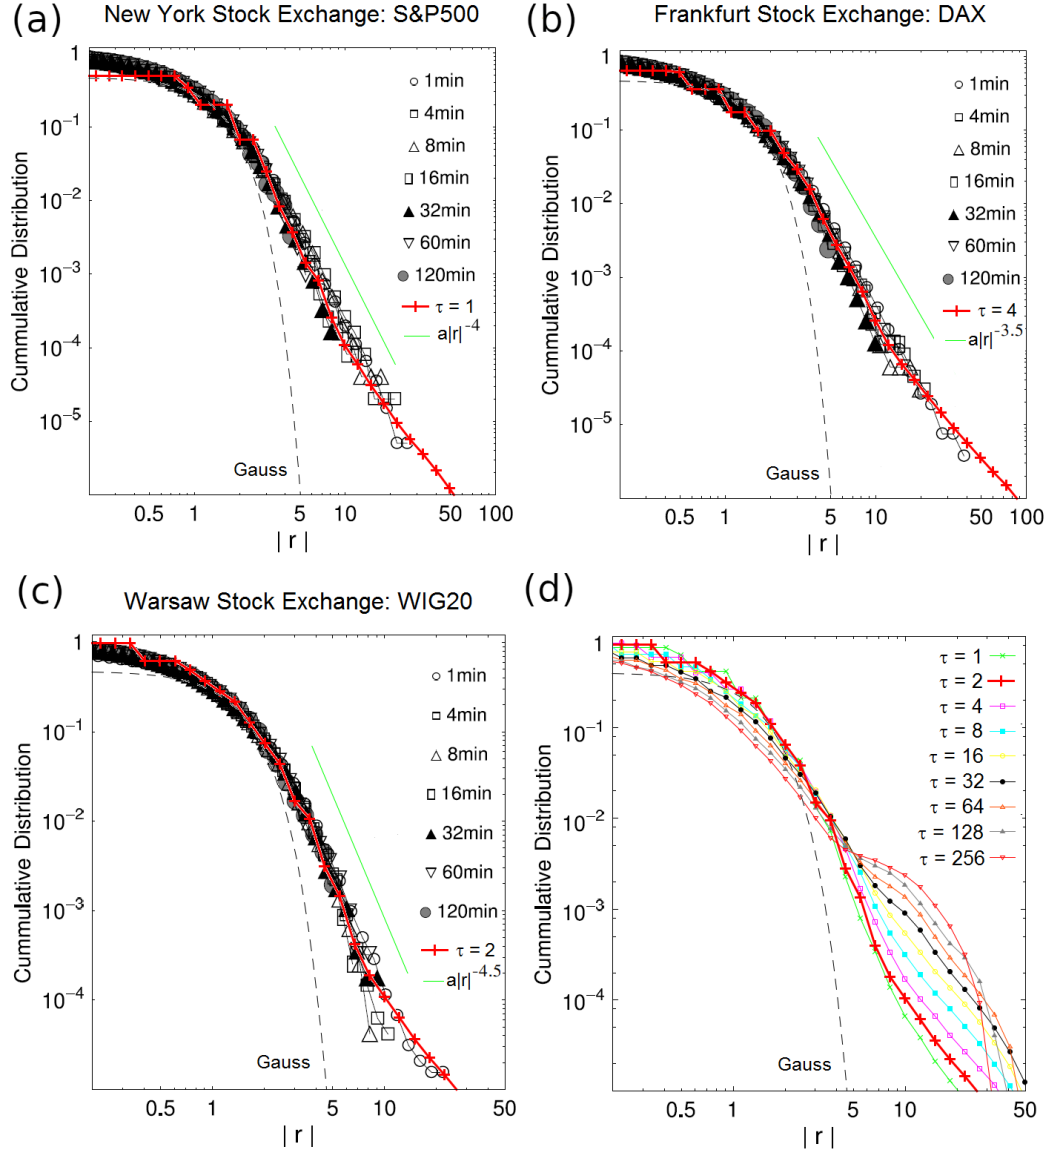 (a)
New York Stock Exchange: S&P500
1
10^-1
10^-2
10^-3
10^-4
10^-5
Cummulative Distribution
1min
4min
8min
16min
32min
60min
120min
τ = 1
a|r|^-4
Gauss
0.5 1 5 10 50 100
| r |
(b)
Frankfurt Stock Exchange: DAX
1
10^-1
10^-2
10^-3
10^-4
10^-5
Cummulative Distribution
1min
4min
8min
16min
32min
60min
120min
τ = 4
a|r|^-3.5
Gauss
0.5 1 5 10 50 100
| r |
(c)
Warsaw Stock Exchange: WIG20
1
10^-1
10^-2
10^-3
10^-4
Cummulative Distribution
1min
4min
8min
16min
32min
60min
120min
τ = 2
a|r|^-4.5
Gauss
0.5 1 5 10 50
| r |
(d)
1
10^-1
10^-2
10^-3
10^-4
Cummulative Distribution
τ = 1
τ = 2
τ = 4
τ = 8
τ = 16
τ = 32
τ = 64
τ = 128
τ = 256
Gauss
0.5 1 5 10 50
| r |